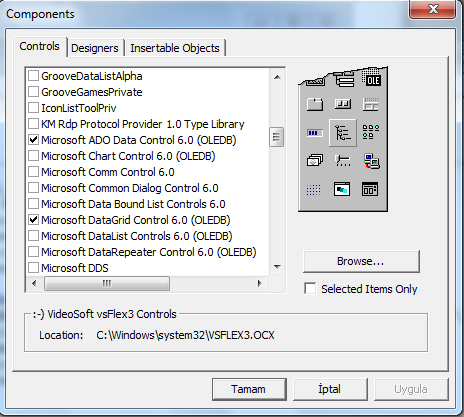 Components
Controls
Designers
Insertable Objects
GrooveDataListAlpha
GrooveGamesPrivate
IconListToolPriv
KM Rdp Protocol Provider 1.0 Type Library
Microsoft ADO Data Control 6.0 (OLEDB)
Microsoft Chart Control 6.0 (OLEDB)
Microsoft Comm Control 6.0
Microsoft Common Dialog Control 6.0
Microsoft Data Bound List Controls 6.0
Microsoft DataGrid Control 6.0 (OLEDB)
Microsoft DataList Controls 6.0 (OLEDB)
Microsoft DataRepeater Control 6.0 (OLEDB)
Microsoft DDS
OLE
Browse...
Selected Items Only
:-) VideoSoft vsFlex3 Controls
Location: C:\Windows\system32\VSFLEX3.OCX
Tamam
İptal
Uygula